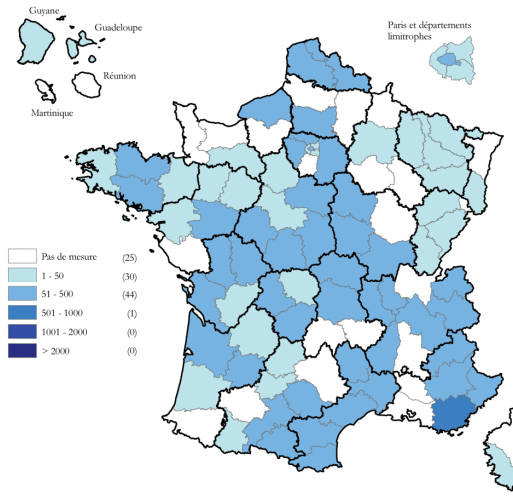 Guyane
Guadeloupe
Paris et départements
limitrophes
Réunion
Martinique
Pas de mesure (25)
1 - 50 (30)
51 - 500 (44)
501 - 1000 (1)
1001 - 2000 (0)
> 2000 (0)